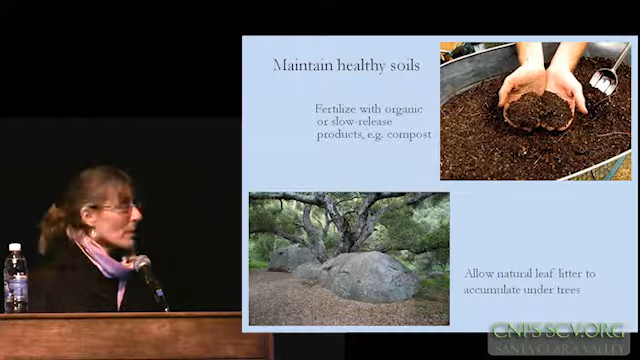 Maintain healthy soils
Fertilize with organic
or slow-release
products, e.g. compost
Allow natural leaf litter to
accumulate under trees
CNPS-SCV.ORG
SANTA CLARA VALLEY